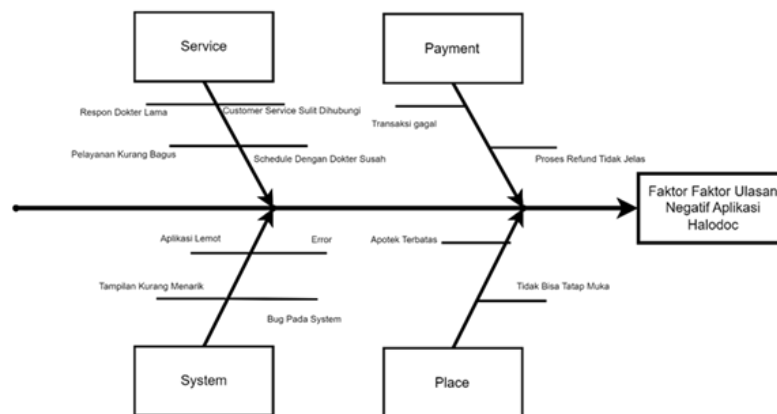 Service
Payment
Respon Dokter Lama
Customer Service Sulit Dihubungi
Transaksi gagal
Pelayanan Kurang Bagus
Schedule Dengan Dokter Susah
Proses Refund Tidak Jelas
Faktor Faktor Ulasan
Negatif Aplikasi
Halodoc
Aplikasi Lemot
Error
Apotek Terbatas
Tampilan Kurang Menarik
Tidak Bisa Tatap Muka
Bug Pada System
System
Place